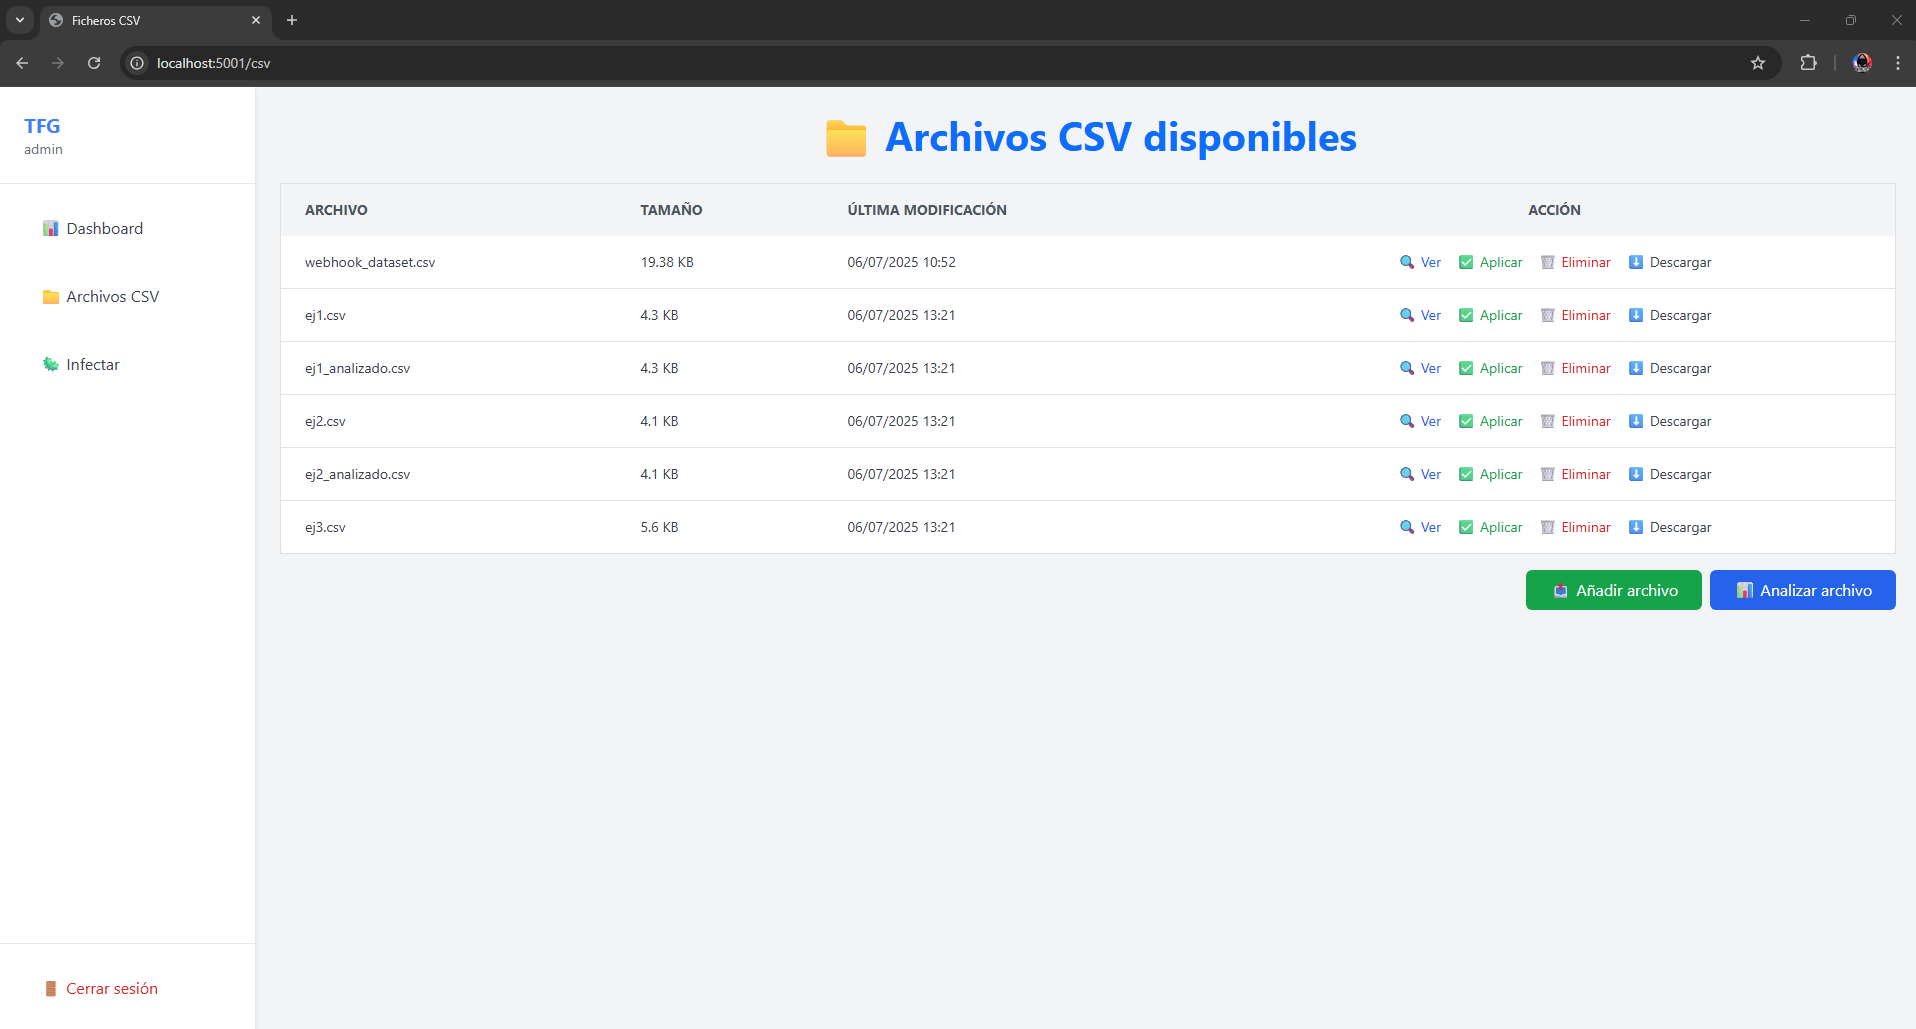 Ficheros CSV
localhost:5001/csv
TFG
admin
Dashboard
Archivos CSV
Infectar
Cerrar sesión
Archivos CSV disponibles
ARCHIVO TAMAÑO ÚLTIMA MODIFICACIÓN ACCIÓN
webhook_dataset.csv 19.38 KB 06/07/2025 10:52 Ver Aplicar Eliminar Descargar
ej1.csv 4.3 KB 06/07/2025 13:21 Ver Aplicar Eliminar Descargar
ej1_analizado.csv 4.3 KB 06/07/2025 13:21 Ver Aplicar Eliminar Descargar
ej2.csv 4.1 KB 06/07/2025 13:21 Ver Aplicar Eliminar Descargar
ej2_analizado.csv 4.1 KB 06/07/2025 13:21 Ver Aplicar Eliminar Descargar
ej3.csv 5.6 KB 06/07/2025 13:21 Ver Aplicar Eliminar Descargar
Añadir archivo Analizar archivo